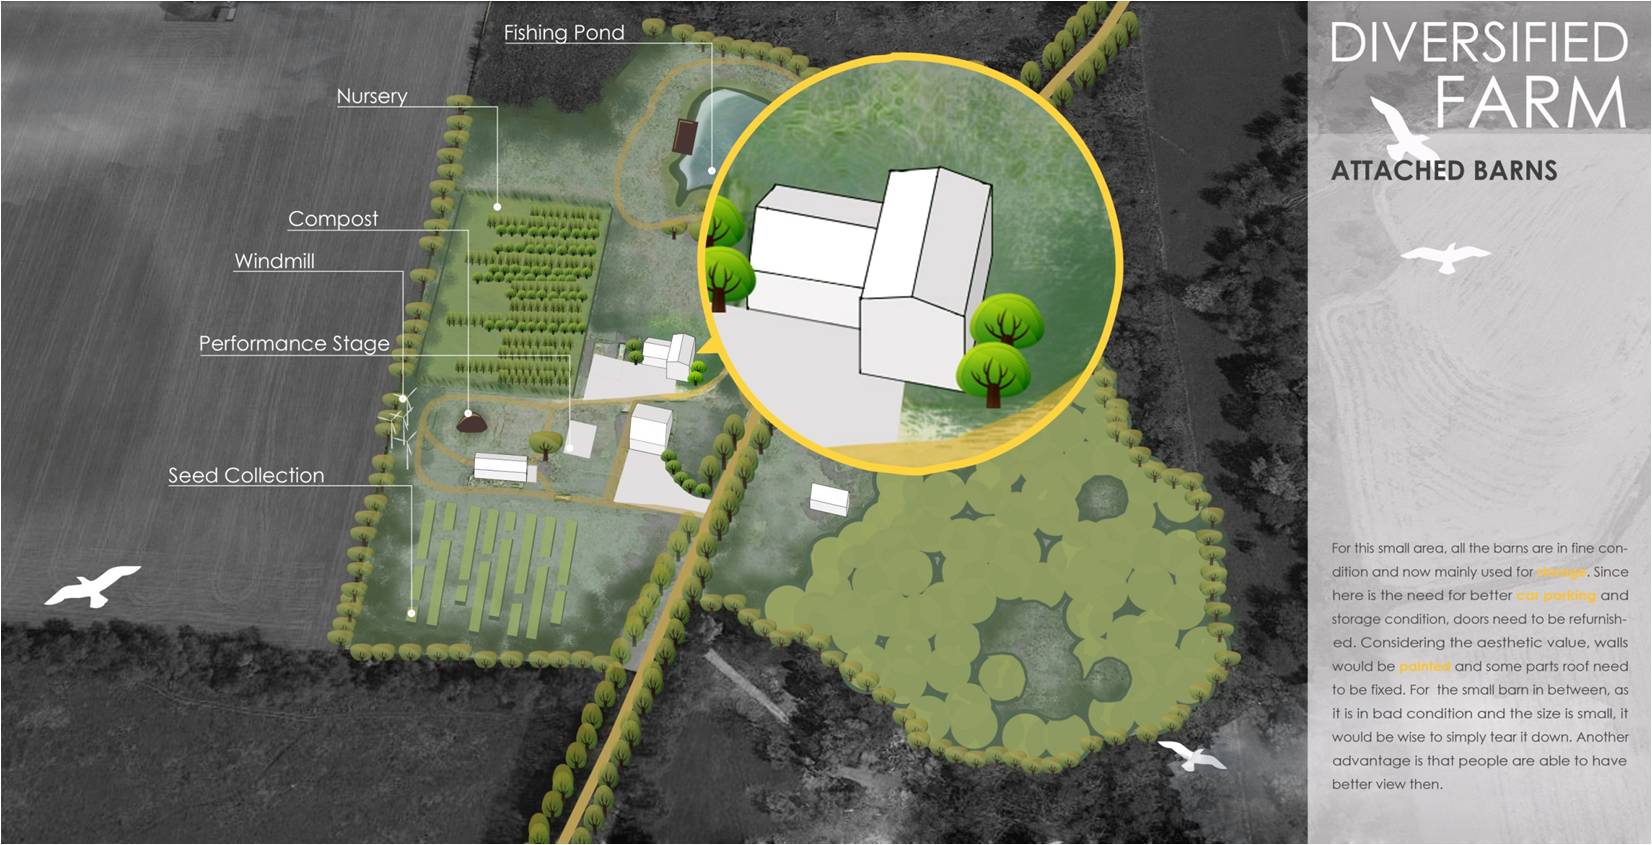 Fishing Pond
Nursery
Compost
Windmill
Performance Stage
Seed Collection
DIVERSIFIED
FARM
ATTACHED BARNS
For this small area, all the barns are in fine con-
dition and now mainly used for storage. Since
here is the need for better car parking and
storage condition, doors need to be refurnish-
ed. Considering the aesthetic value, walls
would be painted and some parts roof need
to be fixed. For the small barn in between, as
it is in bad condition and the size is small, it
would be wise to simply tear it down. Another
advantage is that people are able to have
better view then.